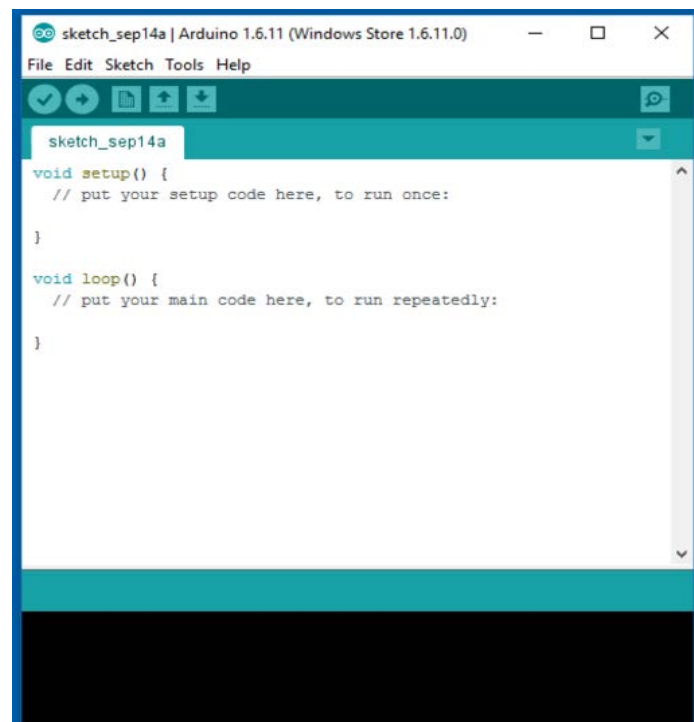 sketch_sep14a | Arduino 1.6.11 (Windows Store 1.6.11.0)
File Edit Sketch Tools Help
sketch_sep14a
void setup() {
  // put your setup code here, to run once:
}
void loop() {
  // put your main code here, to run repeatedly:
}